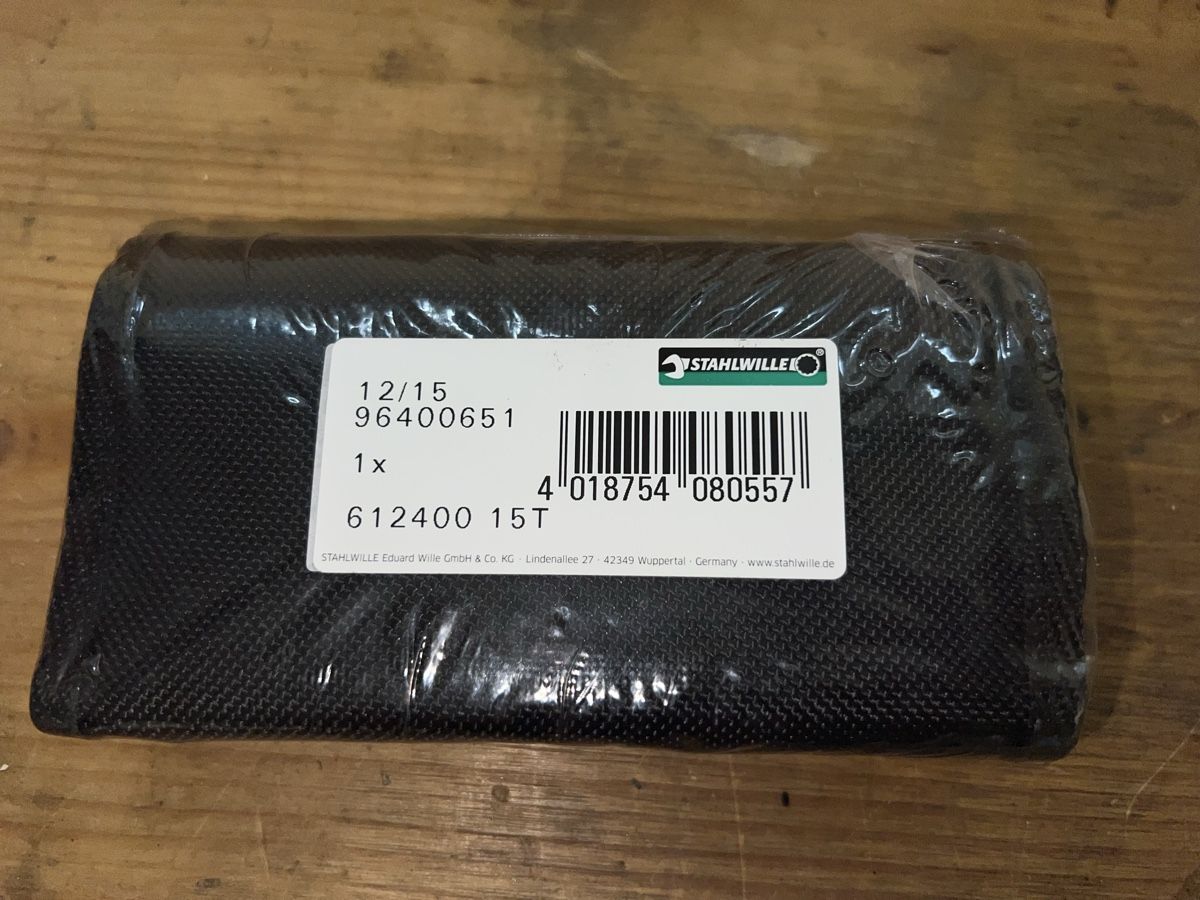 STAHLWILLE®
12/15
96400651
1x
4 018754 080557
612400 15T
STAHLWILLE Eduard Wille GmbH & Co. KG · Lindenallee 27 · 42349 Wuppertal · Germany · www.stahlwille.de